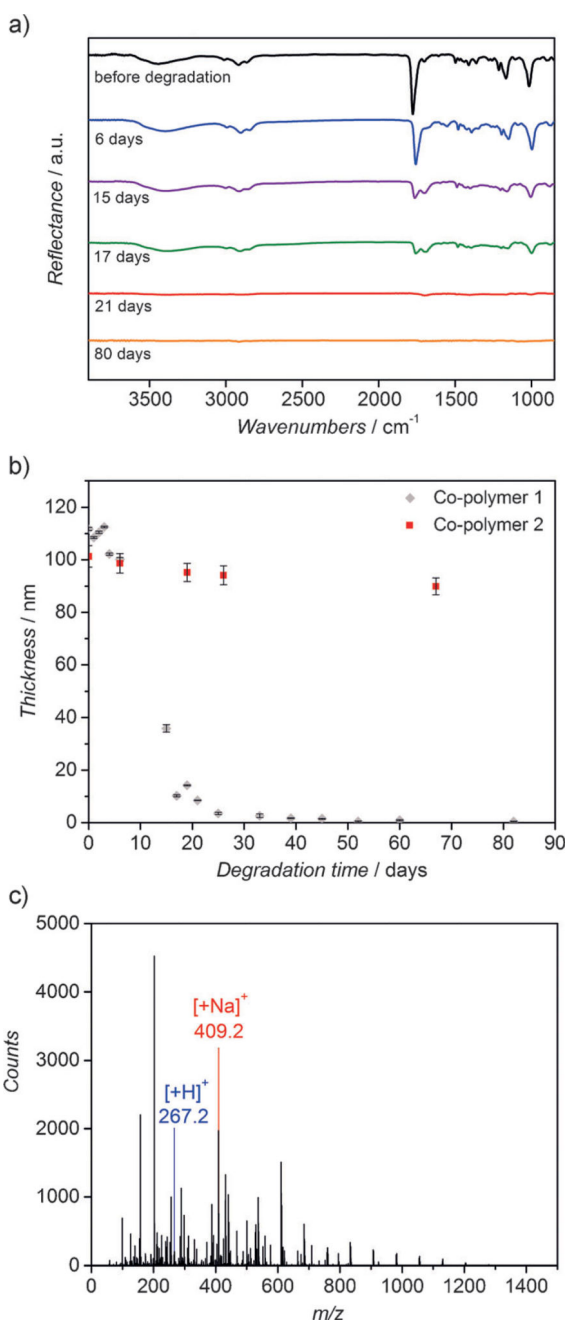 a)
before degradation
6 days
15 days
17 days
21 days
80 days
Reflectance / a.u.
3500 3000 2500 2000 1500 1000
Wavenumbers / cm⁻¹
b)
Co-polymer 1
Co-polymer 2
120
100
80
60
40
20
0
Thickness / nm
0 10 20 30 40 50 60 70 80 90
Degradation time / days
c)
5000
4000
3000
2000
1000
0
Counts
[+Na]⁺
409.2
[+H]⁺
267.2
0 200 400 600 800 1000 1200 1400
m/z